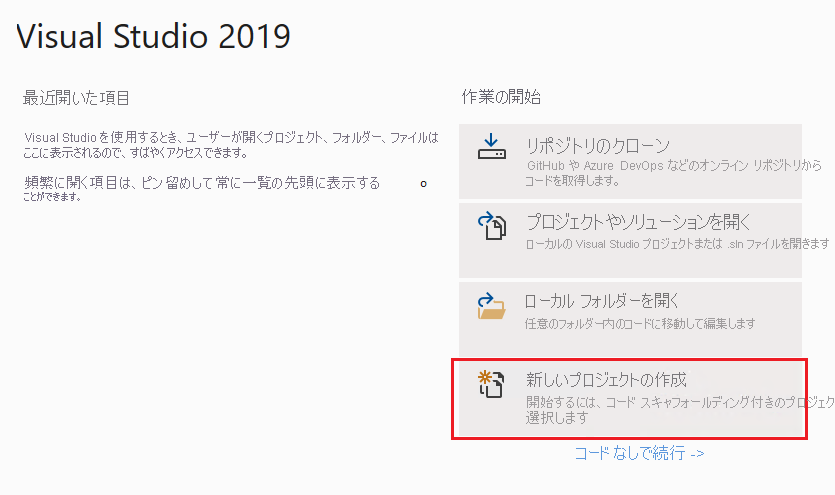 Visual Studio 2019
最近開いた項目
Visual Studioを使用するとき、ユーザーが開くプロジェクト、フォルダー、ファイルは
ここに表示されるので、すばやくアクセスできます。
頻繁に開く項目は、ピン留めして常に一覧の先頭に表示する o
ことができます。
作業の開始
リポジトリのクローン
GitHub や Azure DevOps などのオンライン リポジトリから
コードを取得します。
プロジェクトやソリューションを開く
ローカルの Visual Studio プロジェクトまたは .sln ファイルを開きます
ローカル フォルダーを開く
任意のフォルダー内のコードに移動して編集します
新しいプロジェクトの作成
開始するには、コード スキャフォールディング付きのプロジェク
選択します
コードなしで続行 ->